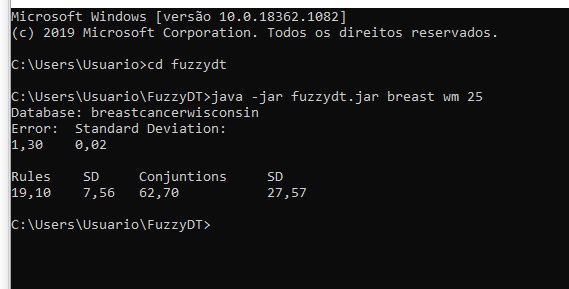 Microsoft Windows [versão 10.0.18362.1082]
(c) 2019 Microsoft Corporation. Todos os direitos reservados.
C:\Users\Usuario>cd fuzzydt
C:\Users\Usuario\FuzzyDT>java -jar fuzzydt.jar breast wm 25
Database: breastcancerwisconsin
Error: Standard Deviation:
1,30 0,02
Rules SD Conjuntions SD
19,10 7,56 62,70 27,57
C:\Users\Usuario\FuzzyDT>